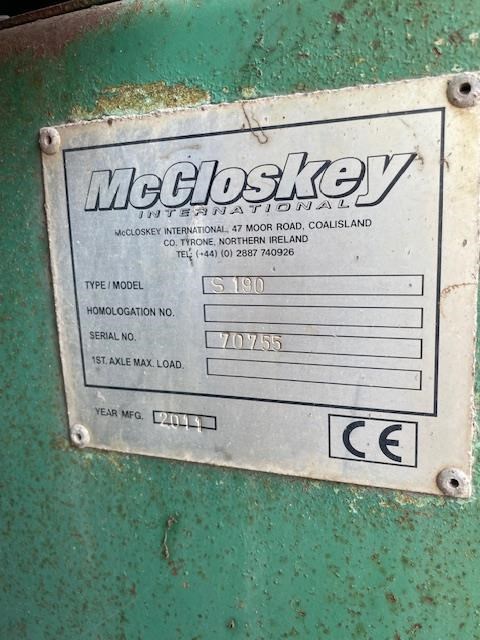 McCloskey
INTERNATIONAL
McCLOSKEY INTERNATIONAL, 47 MOOR ROAD, COALISLAND
CO. TYRONE, NORTHERN IRELAND
TEL: (+44) (0) 2887 740926
TYPE / MODEL S 190
HOMOLOGATION NO.
SERIAL NO. 70755
1ST. AXLE MAX. LOAD.
YEAR MFG. 2011
CE